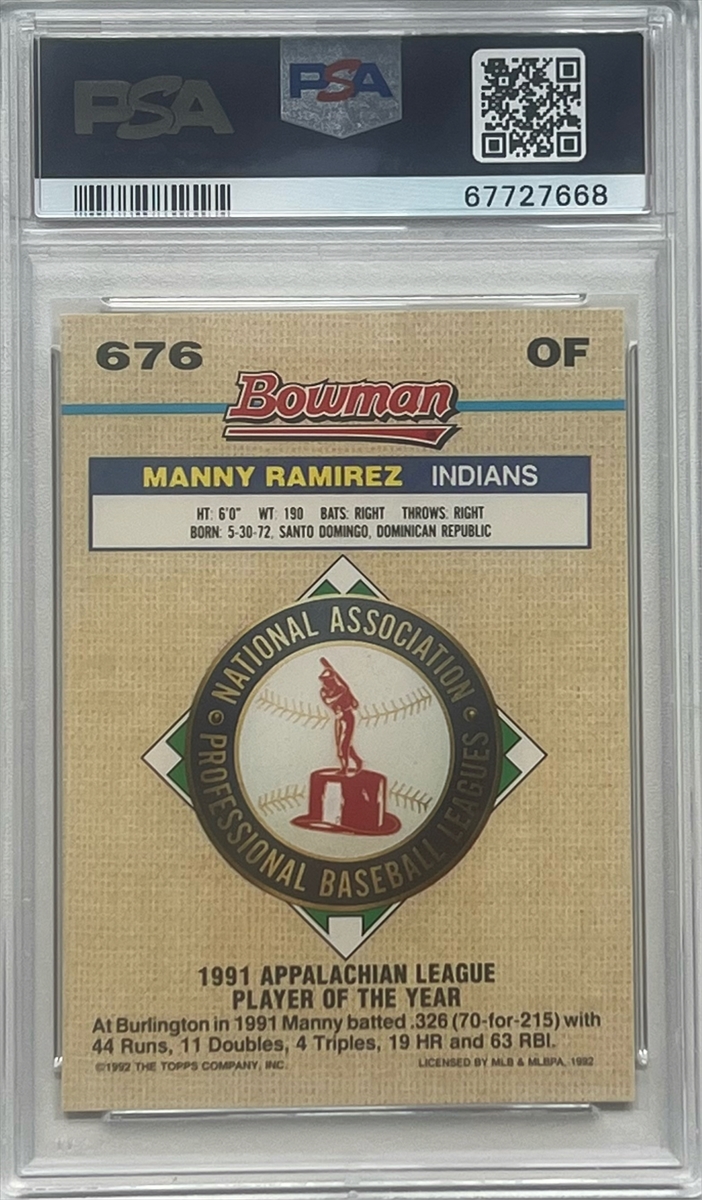 PSA PSA
67727668
676 OF
Bowman
MANNY RAMIREZ INDIANS
HT: 6'0" WT: 190 BATS: RIGHT THROWS: RIGHT
BORN: 5-30-72, SANTO DOMINGO, DOMINICAN REPUBLIC
NATIONAL ASSOCIATION
PROFESSIONAL BASEBALL LEAGUES
1991 APPALACHIAN LEAGUE
PLAYER OF THE YEAR
At Burlington in 1991 Manny batted .326 (70-for-215) with
44 Runs, 11 Doubles, 4 Triples, 19 HR and 63 RBI.
©1992 THE TOPPS COMPANY, INC. LICENSED BY MLB & MLBPA, 1992